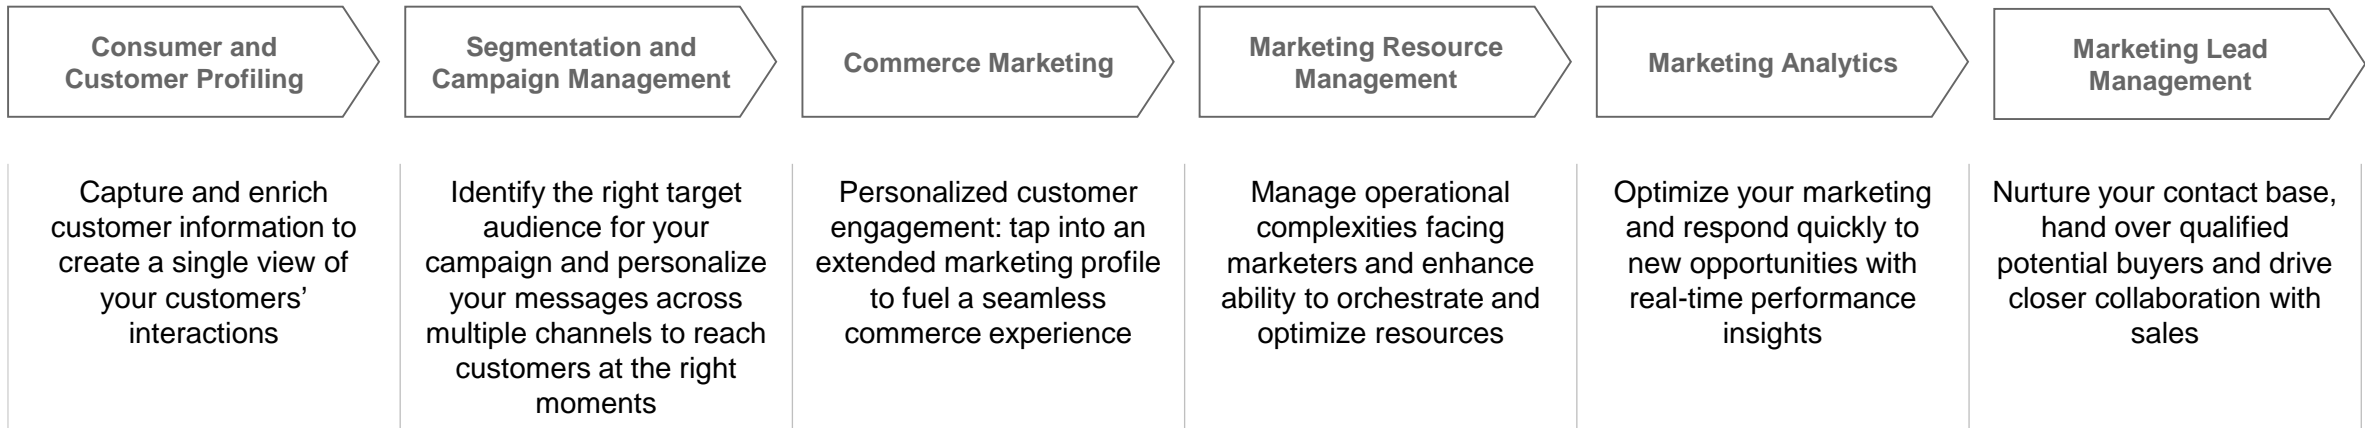 Consumer and
Customer Profiling
Segmentation and
Campaign Management
Commerce Marketing
Marketing Resource
Management
Marketing Analytics
Marketing Lead
Management
Capture and enrich
customer information to
create a single view of
your customers’
interactions
Identify the right target
audience for your
campaign and personalize
your messages across
multiple channels to reach
customers at the right
moments
Personalized customer
engagement: tap into an
extended marketing profile
to fuel a seamless
commerce experience
Manage operational
complexities facing
marketers and enhance
ability to orchestrate and
optimize resources
Optimize your marketing
and respond quickly to
new opportunities with
real-time performance
insights
Nurture your contact base,
hand over qualified
potential buyers and drive
closer collaboration with
sales